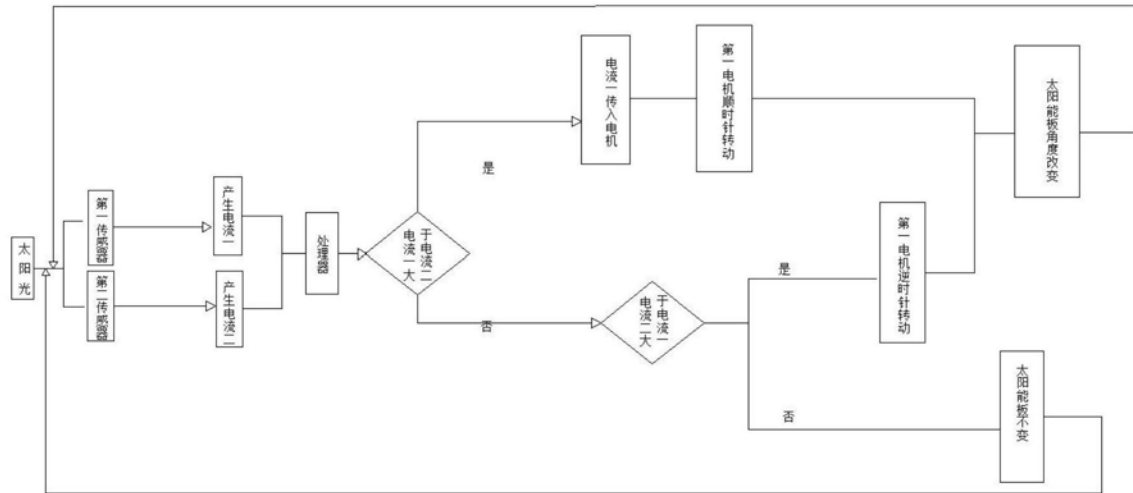 太阳光
第一传感器
第二传感器
产生电流一
产生电流二
处理器
电流一大
于电流二
是
否
电流一传入电机
第一电机顺时针转动
电流二大
于电流一
是
否
第一电机逆时针转动
太阳能板角度改变
太阳能板不变